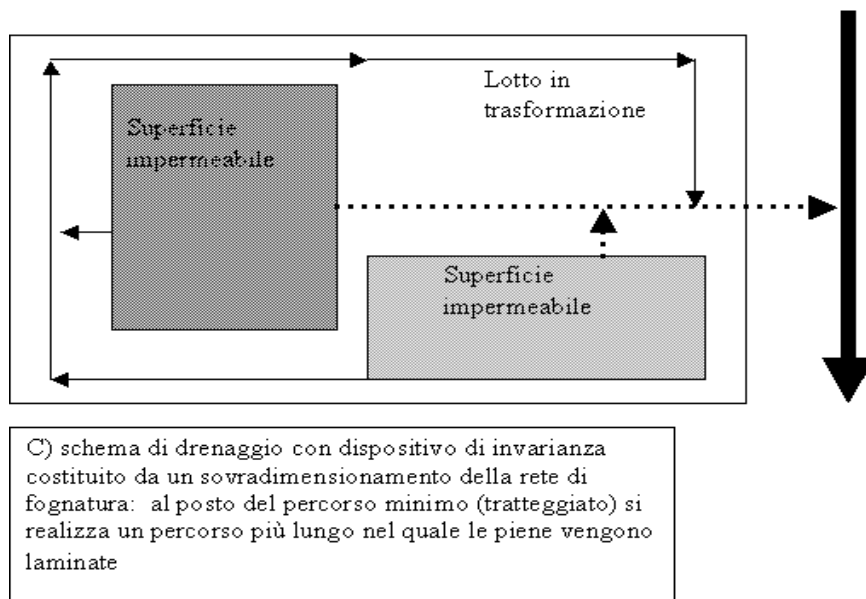 Lotto in
trasformazione
Superficie
impermeabile
Superficie
impermeabile
C) schema di drenaggio con dispositivo di invarianza
costituito da un sovradimensionamento della rete di
fognatura: al posto del percorso minimo (tratteggiato) si
realizza un percorso più lungo nel quale le piene vengono
laminate